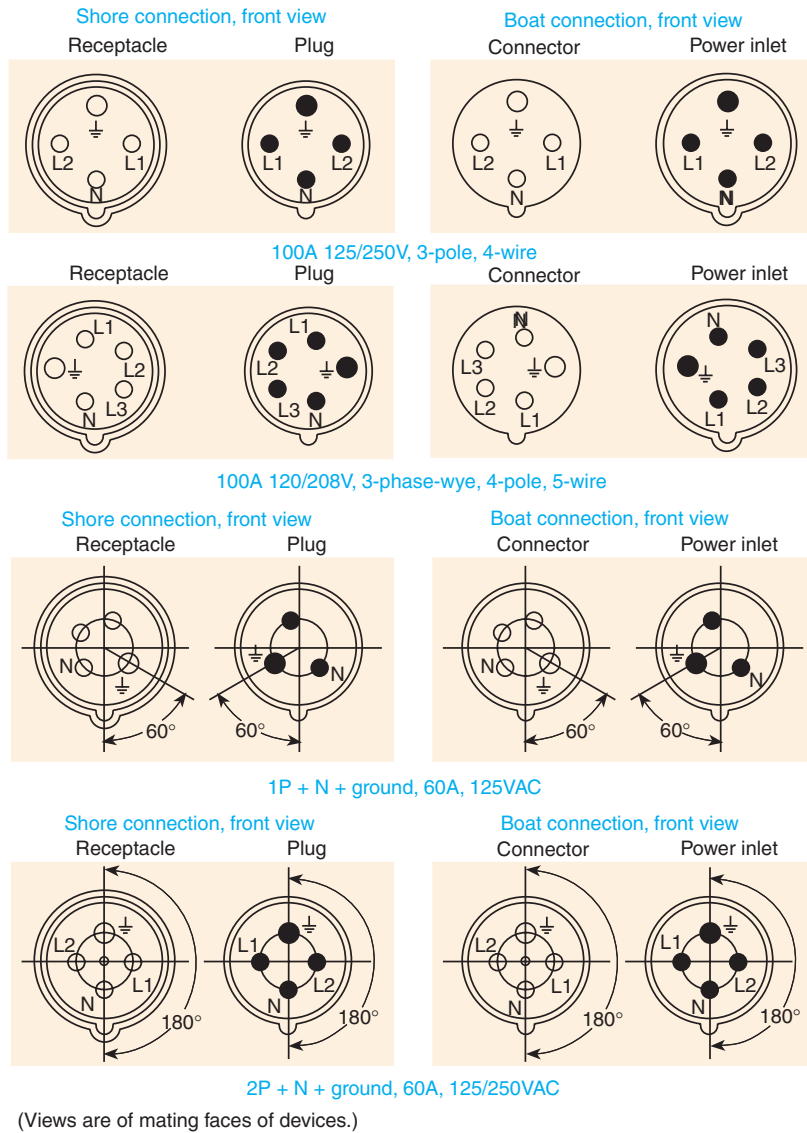 Shore connection, front view Boat connection, front view
Receptacle Plug Connector Power inlet
L2 L1 L1 L2 L2 L1 L1 L2
N N N N
100A 125/250V, 3-pole, 4-wire
Receptacle Plug Connector Power inlet
L1 L1 N N
L2 L2 L3 L3
L3 L3 L2 L2
N N L1 L1
100A 120/208V, 3-phase-wye, 4-pole, 5-wire
Shore connection, front view Boat connection, front view
Receptacle Plug Connector Power inlet
N N N N
60° 60° 60° 60°
1P + N + ground, 60A, 125VAC
Shore connection, front view Boat connection, front view
Receptacle Plug Connector Power inlet
L2 L1 L2 L1
L1 L2 L1 L2
N N N N
180° 180° 180° 180°
2P + N + ground, 60A, 125/250VAC
(Views are of mating faces of devices.)